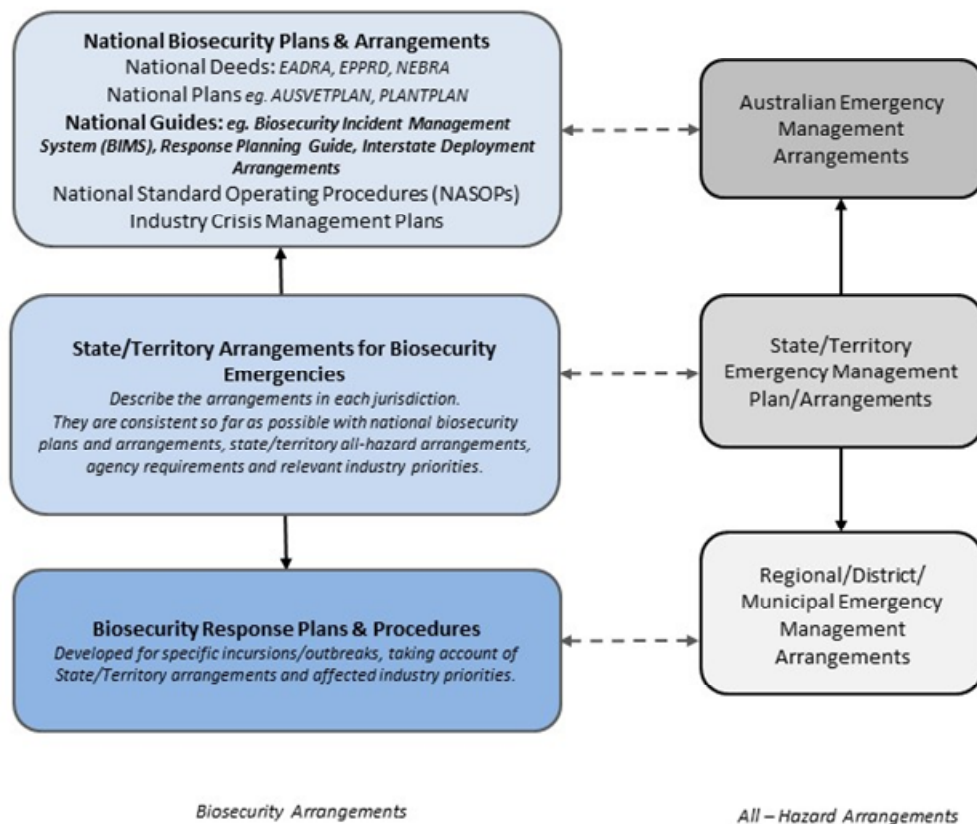 National Biosecurity Plans & Arrangements
National Deeds: EADRA, EPPRD, NEBRA
National Plans eg. AUSVETPLAN, PLANTPLAN
National Guides: eg. Biosecurity Incident Management
System (BIMS), Response Planning Guide, Interstate Deployment
Arrangements
National Standard Operating Procedures (NASOPs)
Industry Crisis Management Plans
Australian Emergency
Management
Arrangements
State/Territory Arrangements for Biosecurity
Emergencies
Describe the arrangements in each jurisdiction.
They are consistent so far as possible with national biosecurity
plans and arrangements, state/territory all-hazard arrangements,
agency requirements and relevant industry priorities.
State/Territory
Emergency Management
Plan/Arrangements
Biosecurity Response Plans & Procedures
Developed for specific incursions/outbreaks, taking account of
State/Territory arrangements and affected industry priorities.
Regional/District/
Municipal Emergency
Management
Arrangements
Biosecurity Arrangements
All – Hazard Arrangements